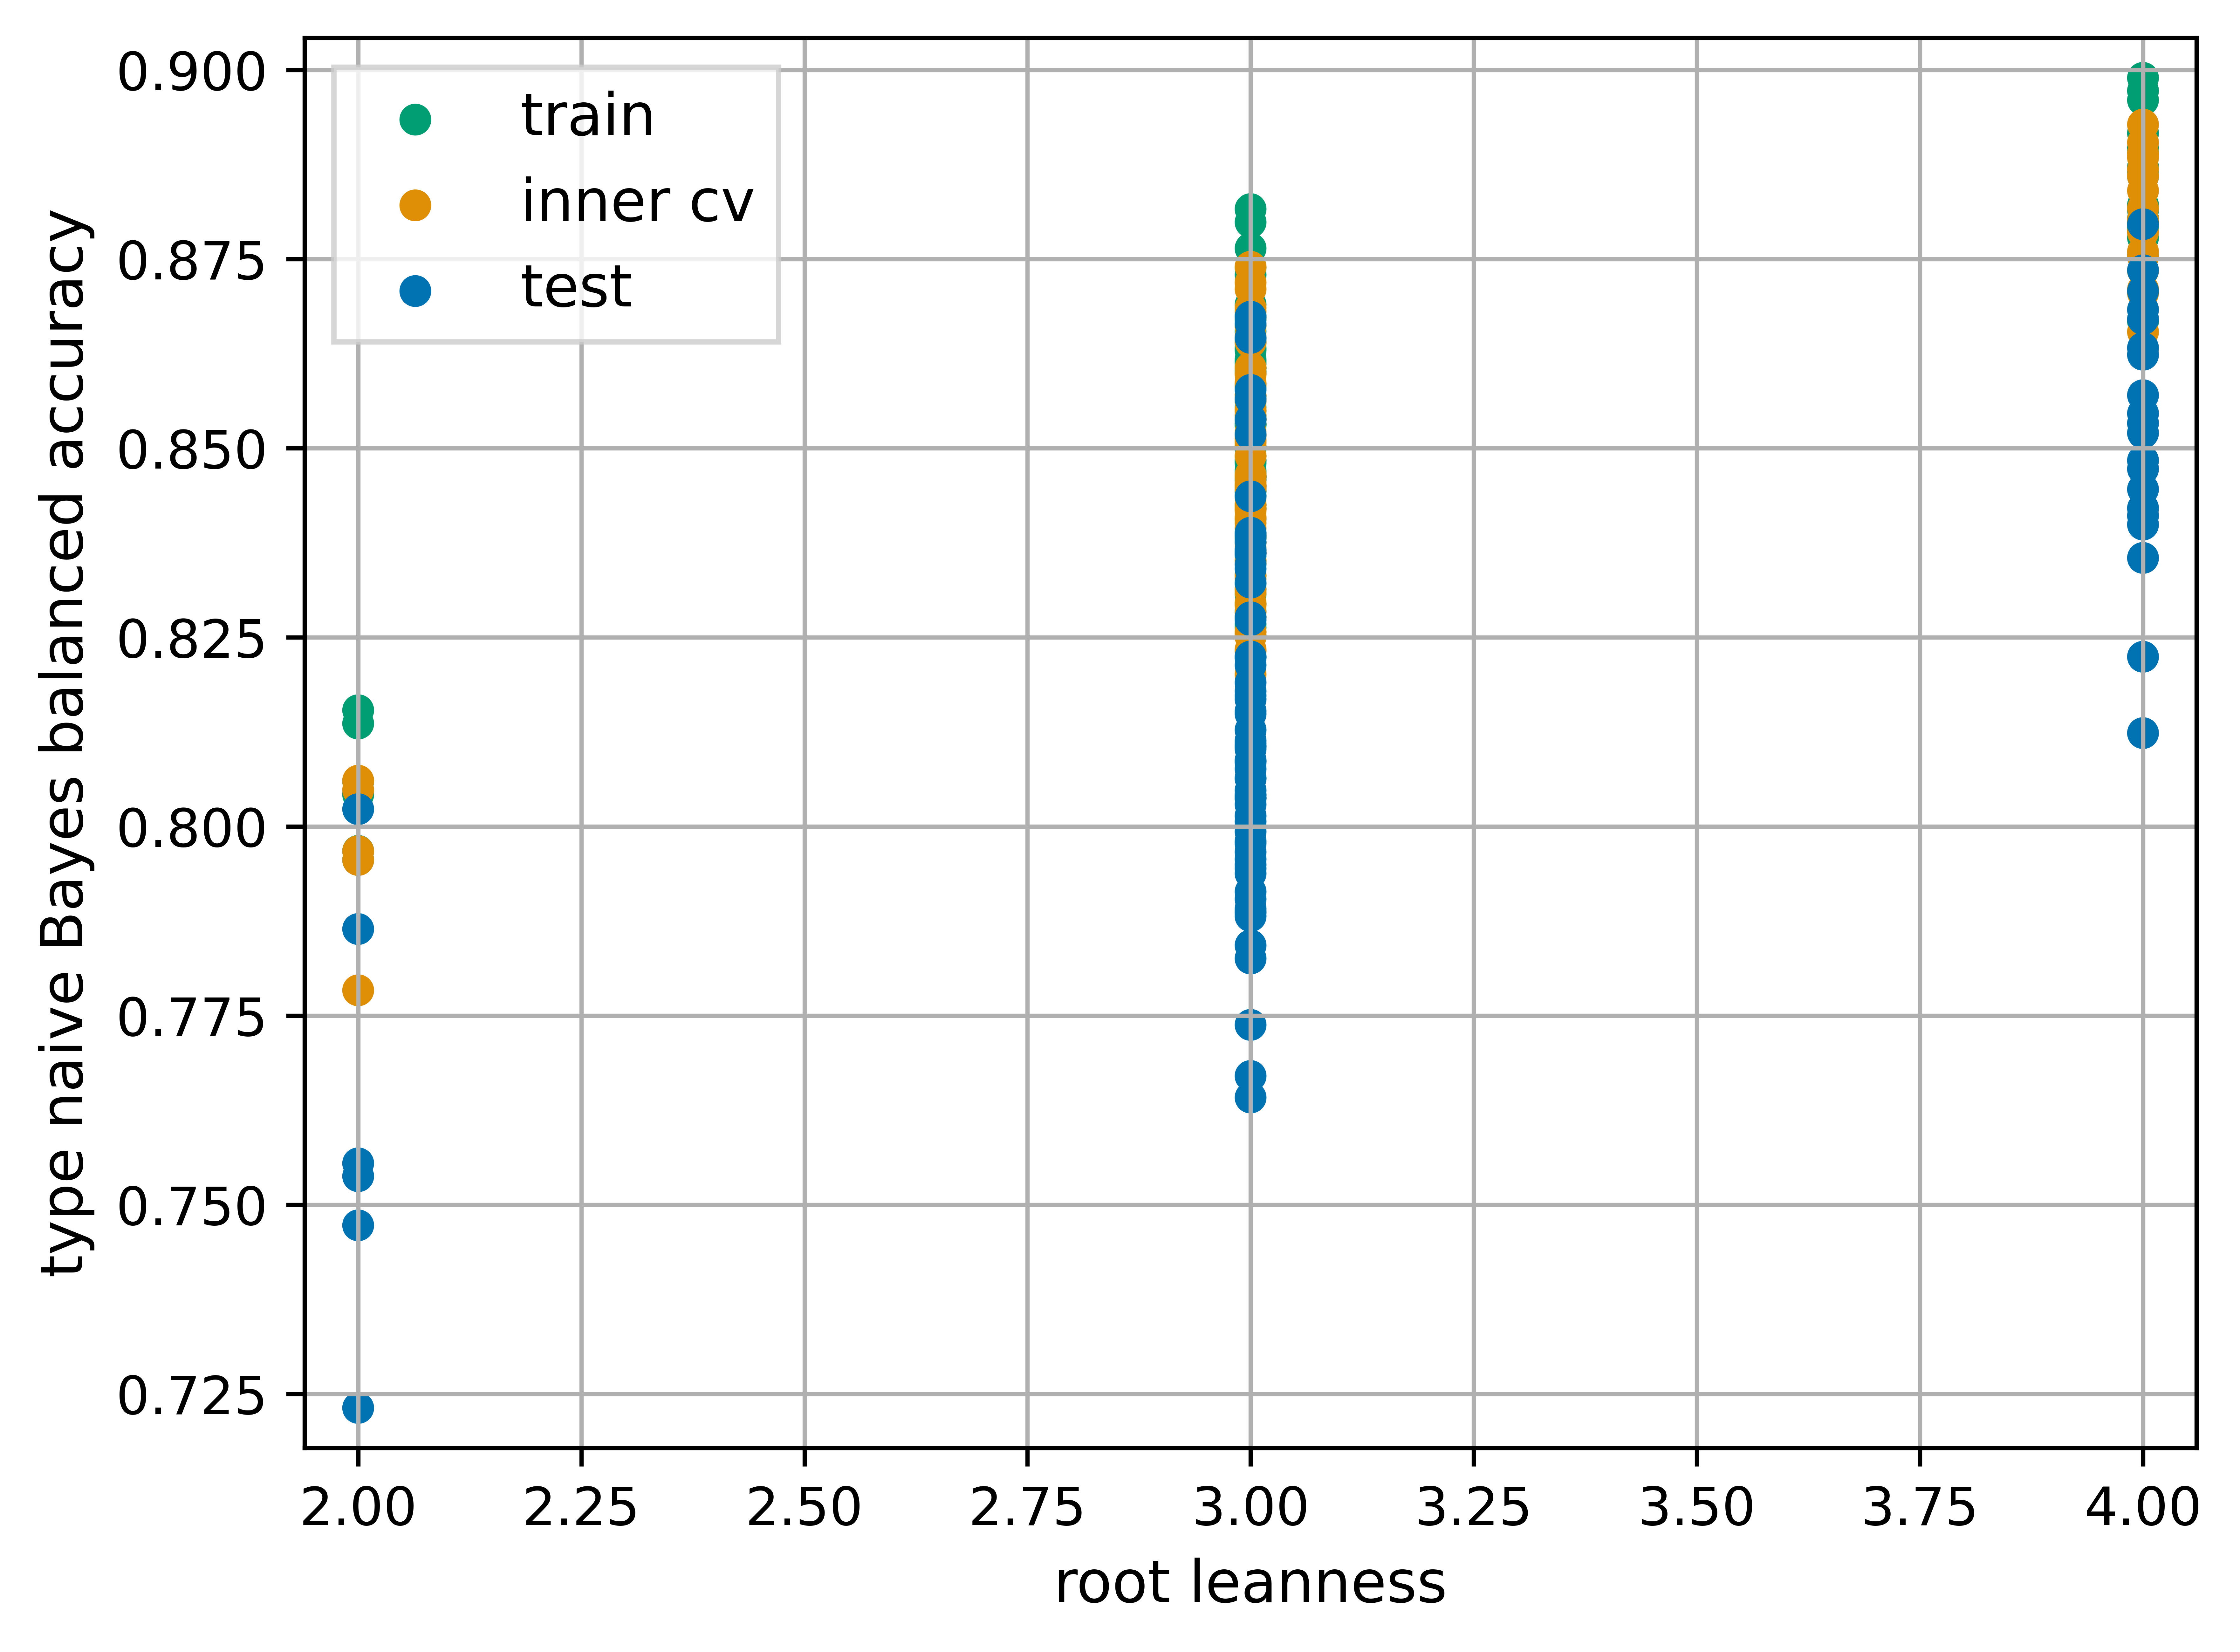 0.900
0.875
0.850
0.825
0.800
0.775
0.750
0.725
type naive Bayes balanced accuracy
train
inner cv
test
2.00 2.25 2.50 2.75 3.00 3.25 3.50 3.75 4.00
root leanness